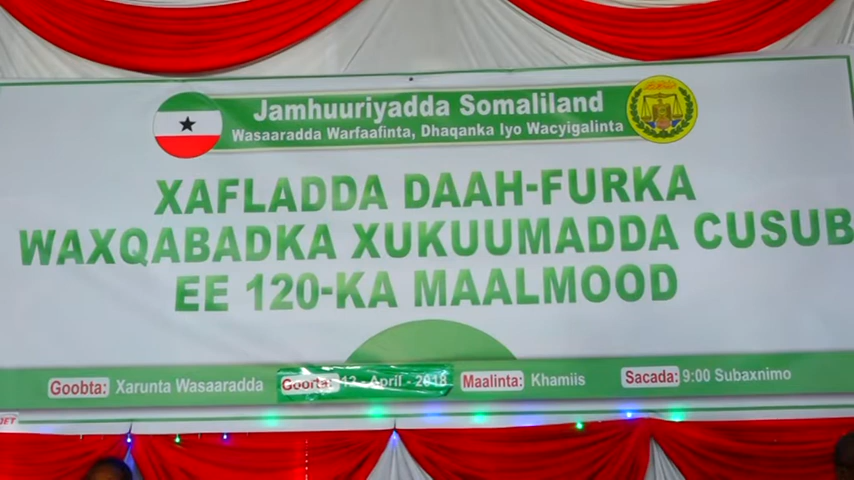 Jamhuuriyadda Somaliland
Wasaaradda Warfaafinta, Dhaqanka Iyo Wacyigalinta
XAFLADDA DAAH-FURKA
WAXQABADKA XUKUUMADDA CUSUB
EE 120-KA MAALMOOD
Goobta: Xarunta Wasaaradda Goorta: 12 - April - 2018 Maalinta: Khamiis Sacada: 9:00 Subaxnimo